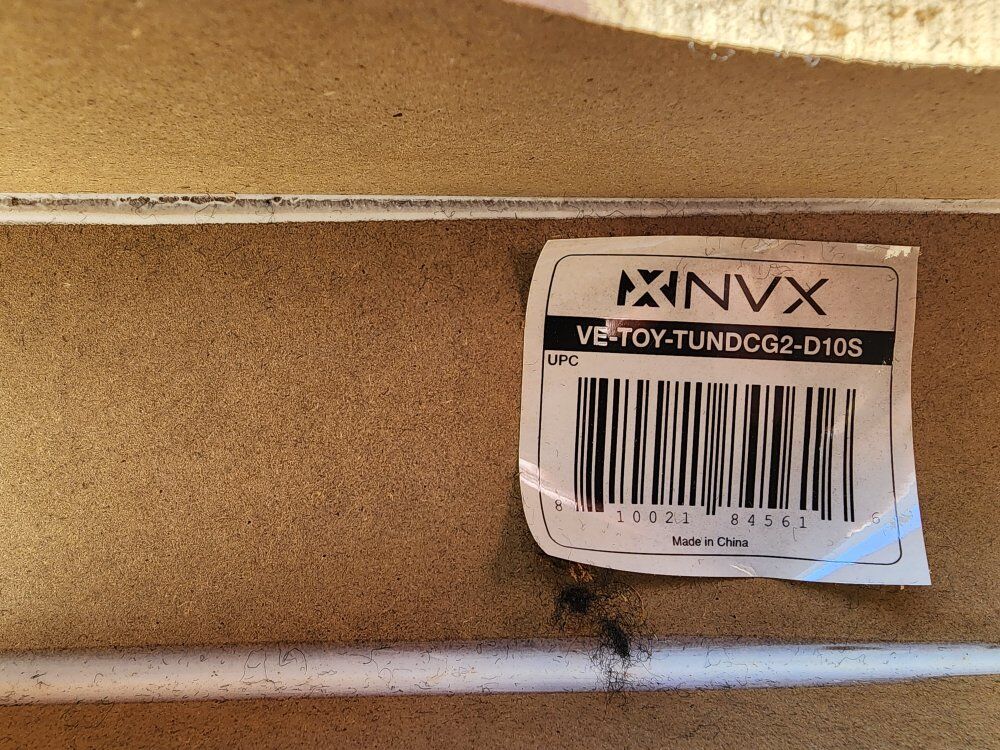 NVX
VE-TOY-TUNDCG2-D10S
UPC
8 10021 84561 6
Made in China